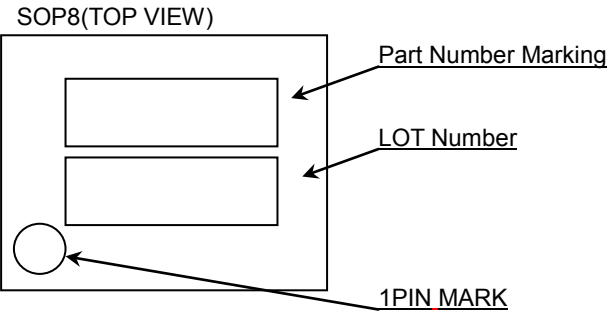 SOP8(TOP VIEW)
Part Number Marking
LOT Number
1PIN MARK